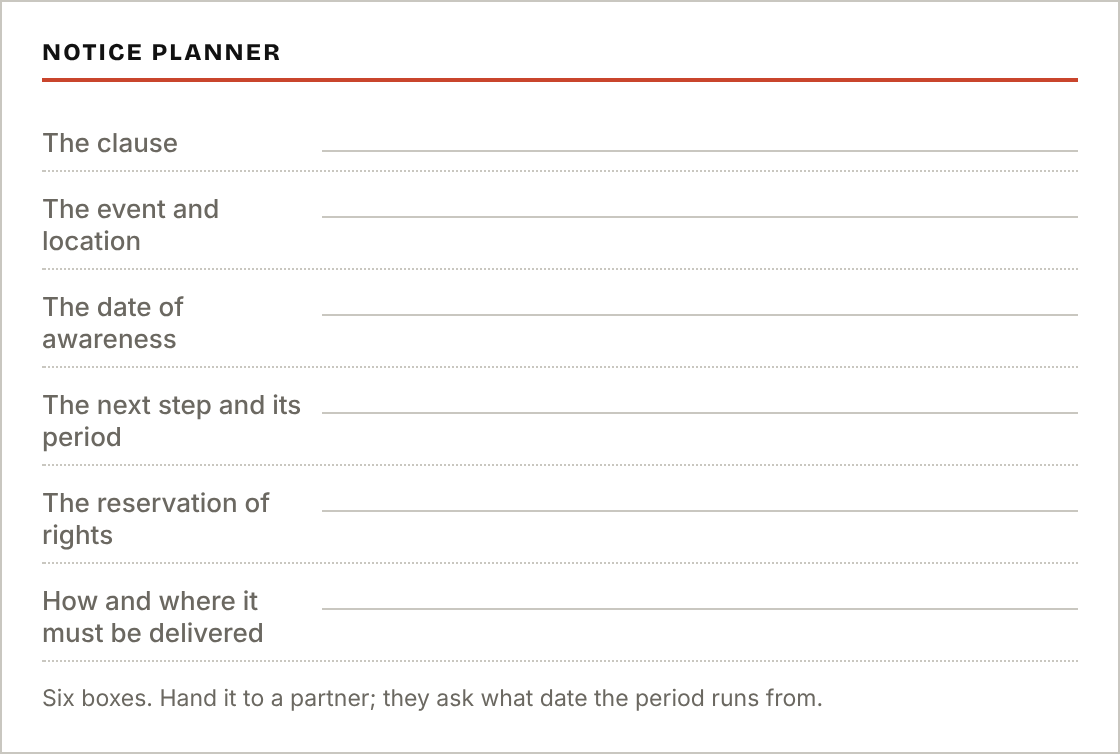 NOTICE PLANNER
The clause
The event and
location
The date of
awareness
The next step and its
period
The reservation of
rights
How and where it
must be delivered
Six boxes. Hand it to a partner; they ask what date the period runs from.